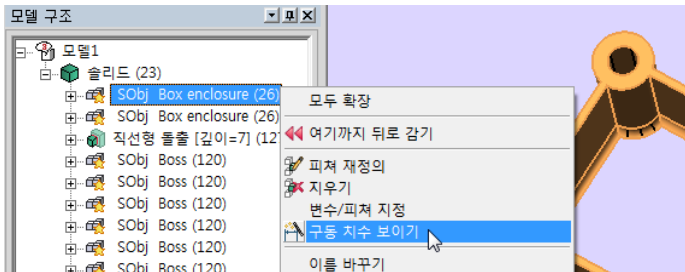 모델 구조
모델1
솔리드 (23)
SObj Box enclosure (26)
SObj Box enclosure (26)
직선형 돌출 [깊이=7] (12
SObj Boss (120)
SObj Boss (120)
SObj Boss (120)
SObj Boss (120)
SObj Boss (120)
SObj Boss (120)
모두 확장
여기까지 뒤로 감기
피쳐 재정의
지우기
변수/피쳐 지정
구동 치수 보이기
이름 바꾸기